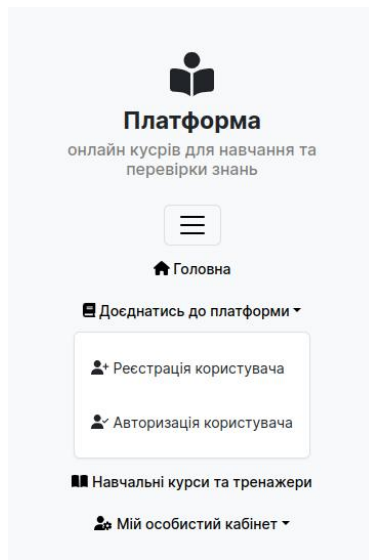 Платформа
онлайн кусрів для навчання та
перевірки знань
Головна
Доєднатись до платформи
Реєстрація користувача
Авторизація користувача
Навчальні курси та тренажери
Мій особистий кабінет